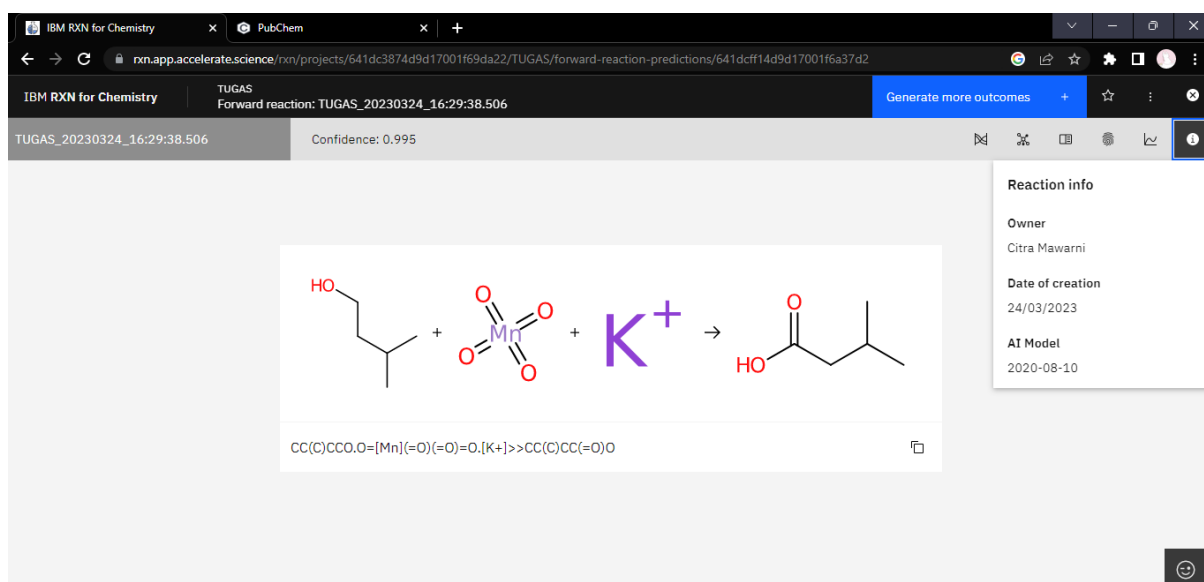 IBM RXN for Chemistry
PubChem
rxn.app.accelerate.science/rxn/projects/641dc3874d9d17001f69da22/TUGAS/forward-reaction-predictions/641dcff14d9d17001f6a37d2
IBM RXN for Chemistry
TUGAS
Forward reaction: TUGAS_20230324_16:29:38.506
Generate more outcomes +
TUGAS_20230324_16:29:38.506
Confidence: 0.995
Reaction info
Owner
Citra Mawarni
Date of creation
24/03/2023
AI Model
2020-08-10
HO
+
O
O
Mn
O
O
+
K+
→
O
HO
CC(C)CCO.O=[Mn](=O)(=O)=O.[K+]>>CC(C)CC(=O)O